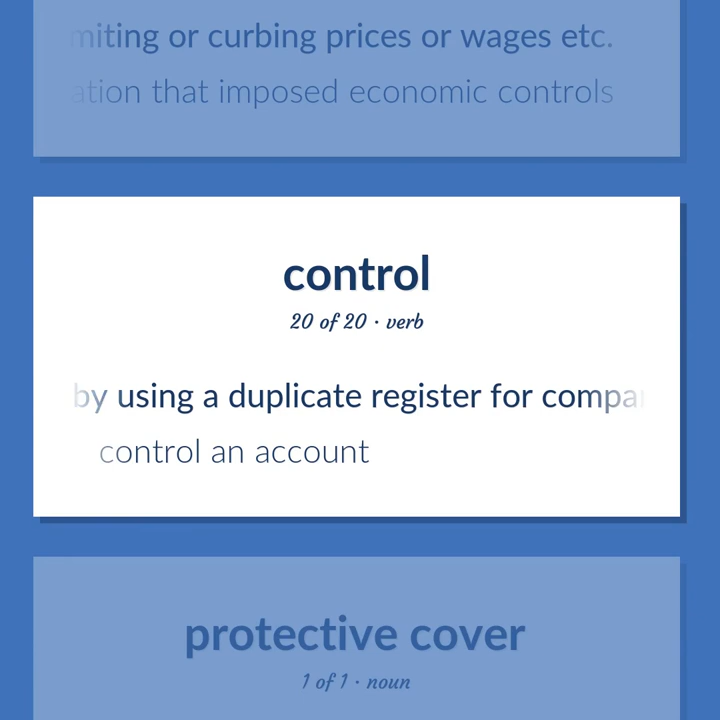 miting or curbing prices or wages etc.
ation that imposed economic controls
control
20 of 20 · verb
by using a duplicate register for compar
control an account
protective cover
1 of 1 · noun